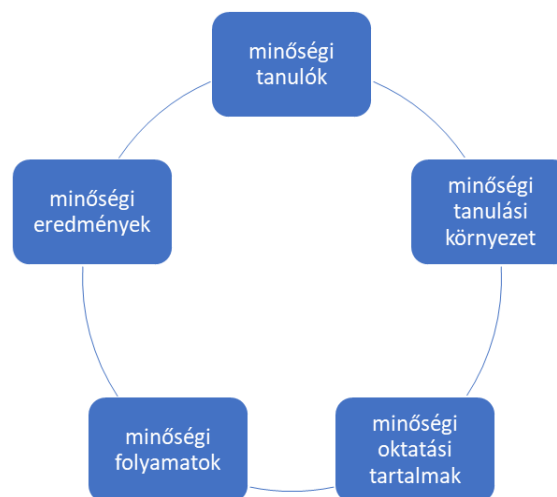 minőségi
tanulók
minőségi
tanulási
környezet
minőségi
oktatási
tartalmak
minőségi
folyamatok
minőségi
eredmények